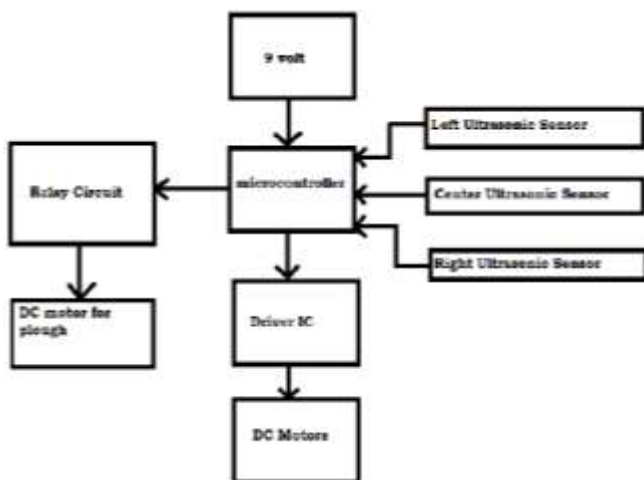 9 volt
Left Ultrasonic Sensor
microcontroller
Relay Circuit
Center Ultrasonic Sensor
Right Ultrasonic Sensor
DC motor for
plough
Driver IC
DC Motors